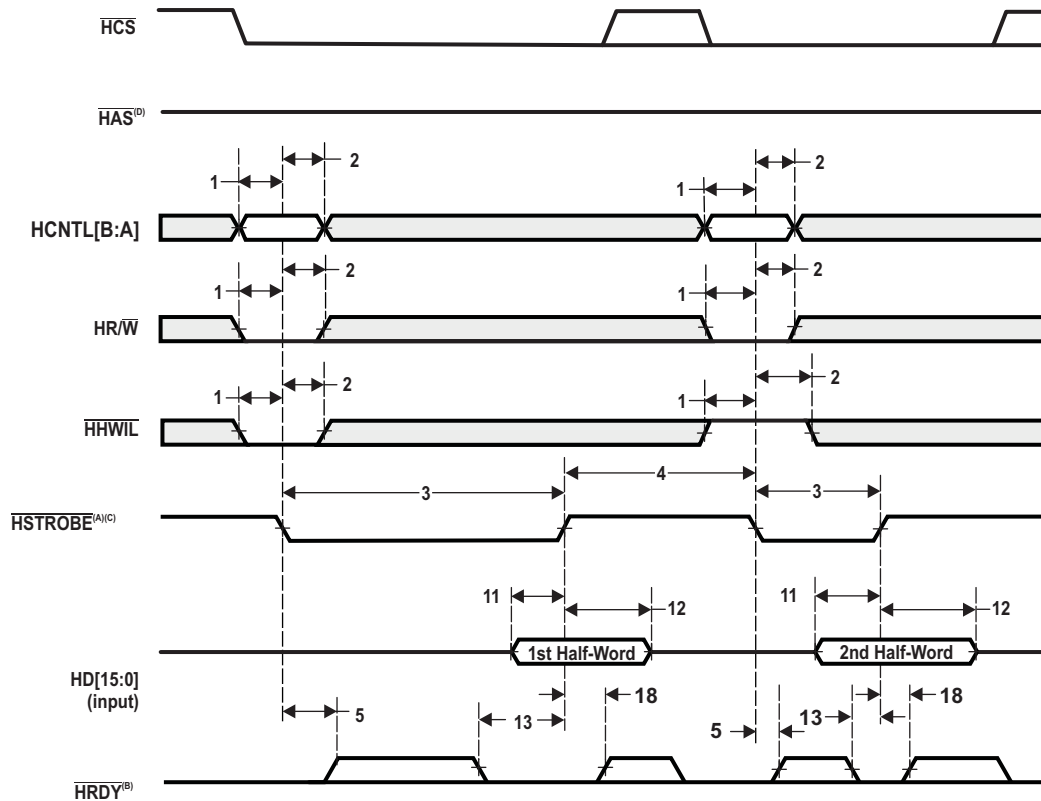 HCS
HAS(D)
2
1
HCNTL[B:A]
2
1
2
1
HR/W
2
1
2
1
HHWIL
2
1
4
3
3
HSTROBE(A)(C)
11
12
11
12
1st Half-Word
2nd Half-Word
HD[15:0]
(input)
18
18
5
13
5
13
HRDY(B)